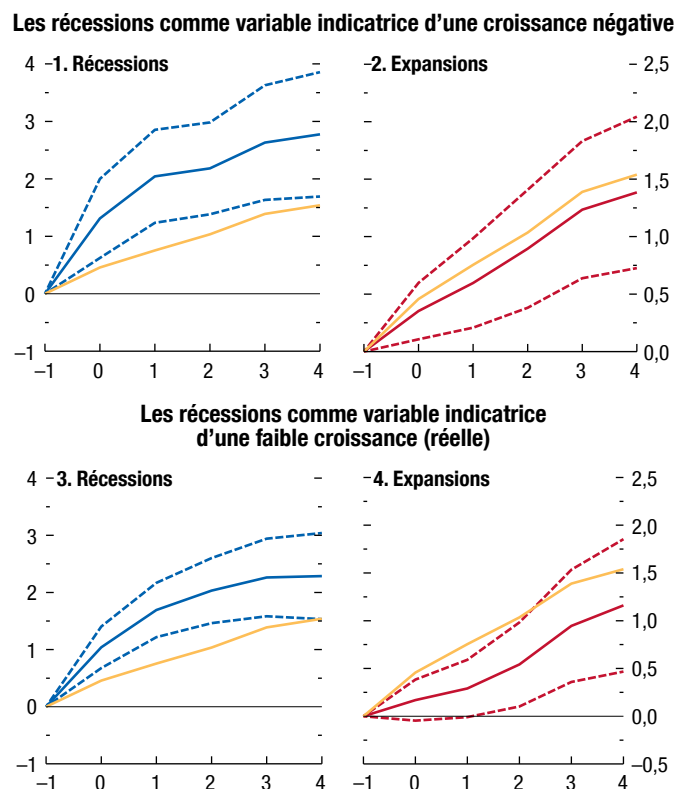 Les récessions comme variable indicatrice d'une croissance négative
1. Récessions
4
3
2
1
0
–1
–1 0 1 2 3 4
2. Expansions
2,5
2,0
1,5
1,0
0,5
0,0
–1 0 1 2 3 4
Les récessions comme variable indicatrice
d'une faible croissance (réelle)
3. Récessions
4
3
2
1
0
–1
–1 0 1 2 3 4
4. Expansions
2,5
2,0
1,5
1,0
0,5
0,0
–0,5
–1 0 1 2 3 4